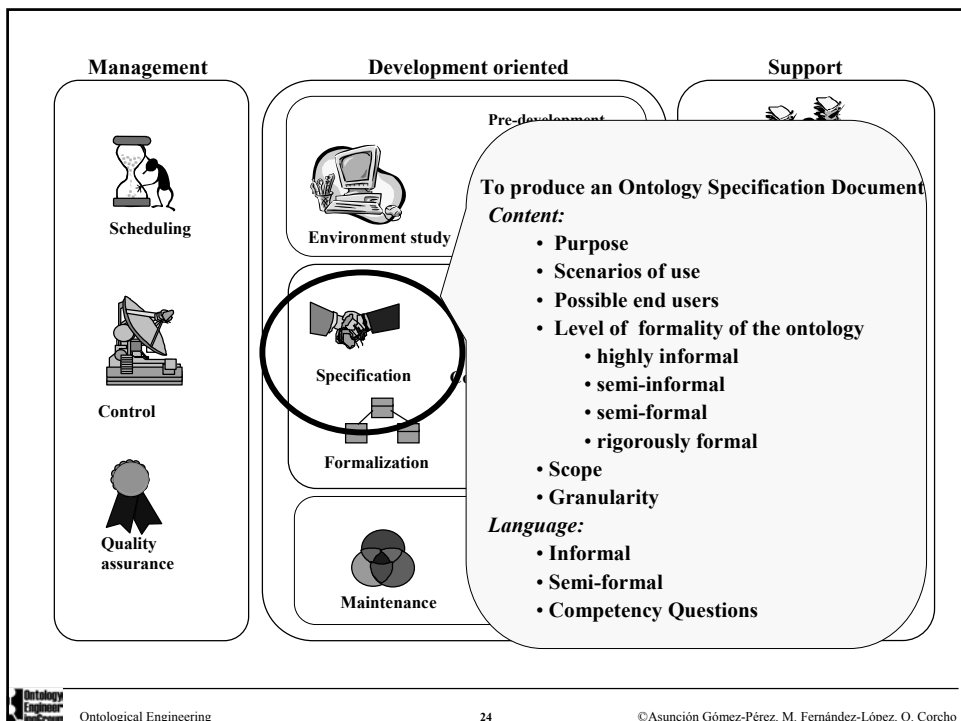 Management
Development oriented
Support
Scheduling
Control
Quality
assurance
Pre-development
Environment study
Specification
Formalization
Maintenance
To produce an Ontology Specification Document
Content:
• Purpose
• Scenarios of use
• Possible end users
• Level of formality of the ontology
• highly informal
• semi-informal
• semi-formal
• rigorously formal
• Scope
• Granularity
Language:
• Informal
• Semi-formal
• Competency Questions
Ontology
Engineer
Ontological Engineering
24
©Asunción Gómez-Pérez, M. Fernández-López, O. Corcho